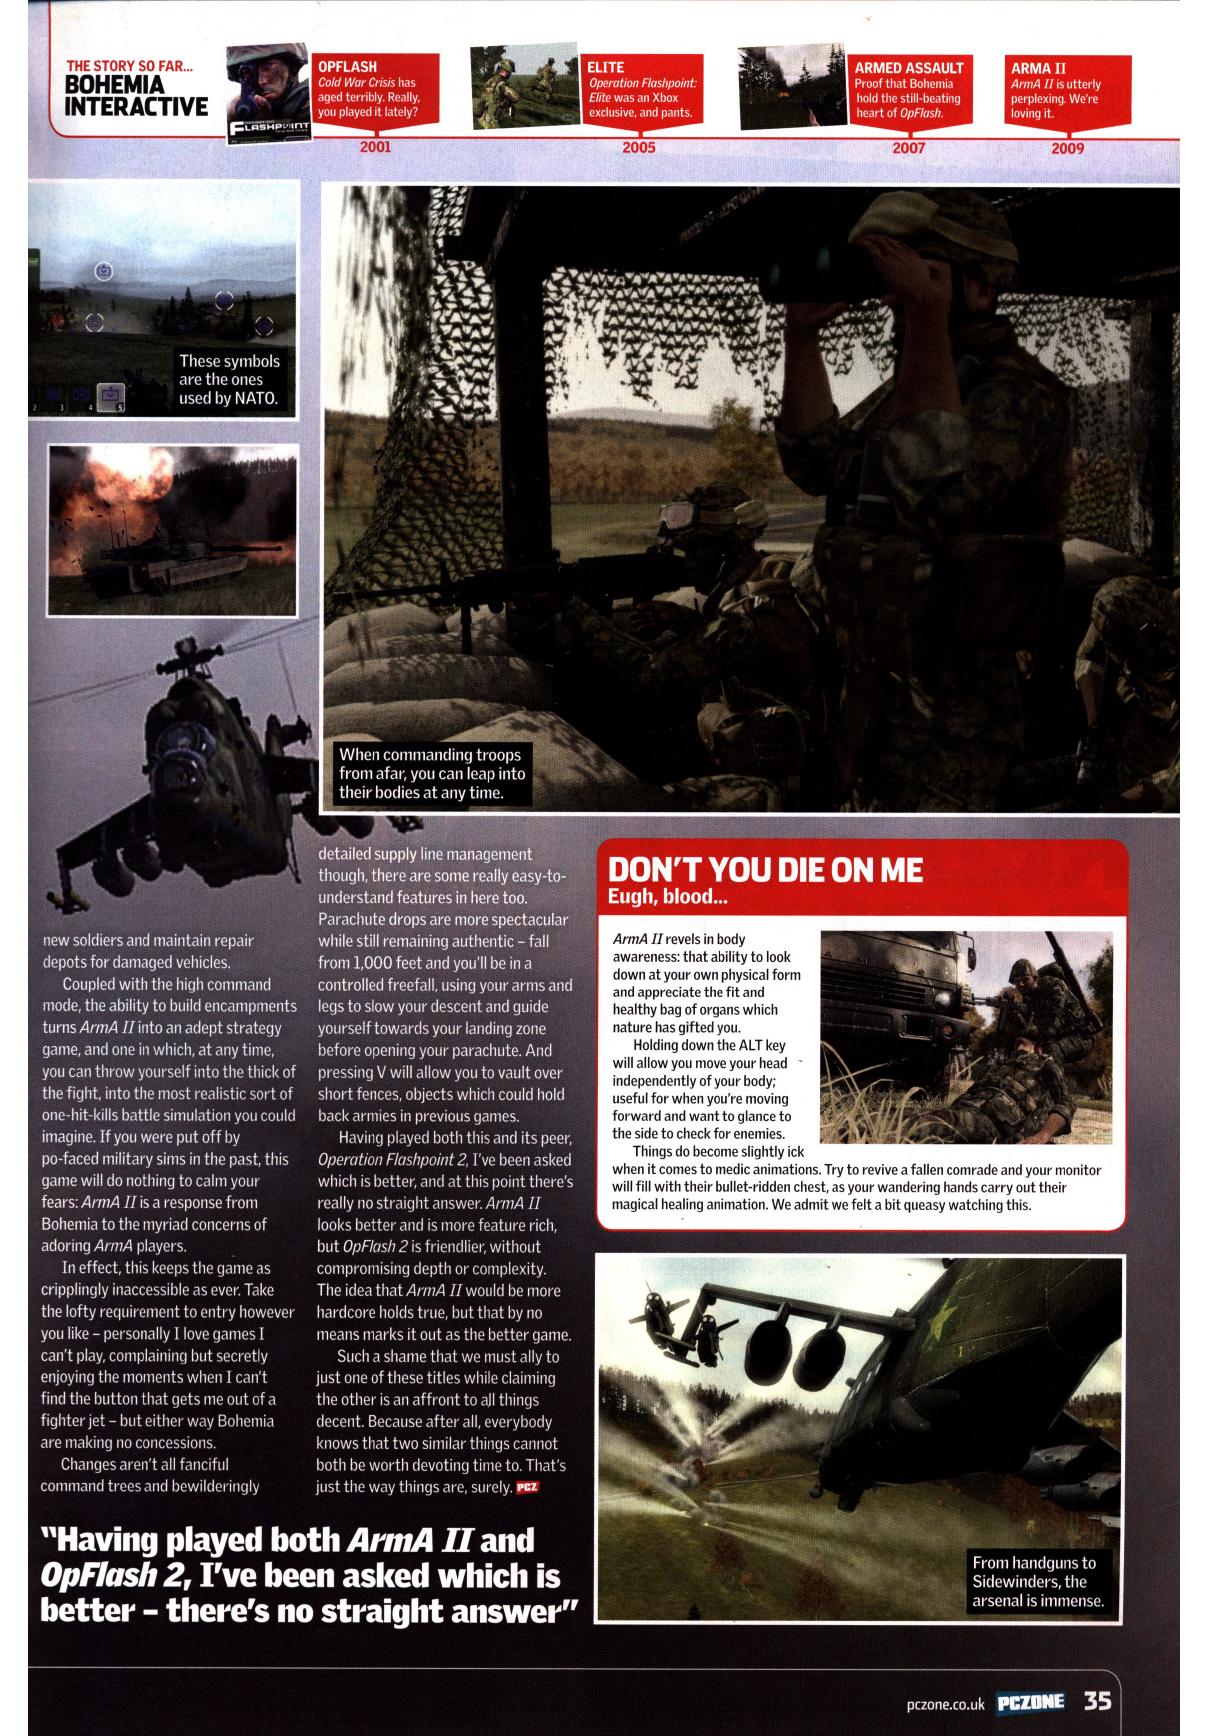 THE STORY SO FAR...
BOHEMIA
INTERACTIVE
FLASHPOINT
OPFLASH
Cold War Crisis has
aged terribly. Really,
you played it lately?
2001
ELITE
Operation Flashpoint:
Elite was an Xbox
exclusive, and pants.
2005
ARMED ASSAULT
Proof that Bohemia
hold the still-beating
heart of OpFlash.
2007
ARMA II
ArmA II is utterly
perplexing. We're
loving it.
2009
These symbols
are the ones
used by NATO.
2 3 4 5
When commanding troops
from afar, you can leap into
their bodies at any time.
new soldiers and maintain repair
depots for damaged vehicles.
Coupled with the high command
mode, the ability to build encampments
turns ArmA II into an adept strategy
game, and one in which, at any time,
you can throw yourself into the thick of
the fight, into the most realistic sort of
one-hit-kills battle simulation you could
imagine. If you were put off by
po-faced military sims in the past, this
game will do nothing to calm your
fears: ArmA II is a response from
Bohemia to the myriad concerns of
adoring ArmA players.
In effect, this keeps the game as
cripplingly inaccessible as ever. Take
the lofty requirement to entry however
you like – personally I love games I
can't play, complaining but secretly
enjoying the moments when I can't
find the button that gets me out of a
fighter jet – but either way Bohemia
are making no concessions.
Changes aren't all fanciful
command trees and bewilderingly
detailed supply line management
though, there are some really easy-to-
understand features in here too.
Parachute drops are more spectacular
while still remaining authentic – fall
from 1,000 feet and you'll be in a
controlled freefall, using your arms and
legs to slow your descent and guide
yourself towards your landing zone
before opening your parachute. And
pressing V will allow you to vault over
short fences, objects which could hold
back armies in previous games.
Having played both this and its peer,
Operation Flashpoint 2, I've been asked
which is better, and at this point there's
really no straight answer. ArmA II
looks better and is more feature rich,
but OpFlash 2 is friendlier, without
compromising depth or complexity.
The idea that ArmA II would be more
hardcore holds true, but that by no
means marks it out as the better game.
Such a shame that we must ally to
just one of these titles while claiming
the other is an affront to all things
decent. Because after all, everybody
knows that two similar things cannot
both be worth devoting time to. That's
just the way things are, surely. PCZ
"Having played both ArmA II and
OpFlash 2, I've been asked which is
better – there's no straight answer"
DON'T YOU DIE ON ME
Eugh, blood...
ArmA II revels in body
awareness: that ability to look
down at your own physical form
and appreciate the fit and
healthy bag of organs which
nature has gifted you.
Holding down the ALT key
will allow you move your head
independently of your body;
useful for when you're moving
forward and want to glance to
the side to check for enemies.
Things do become slightly ick
when it comes to medic animations. Try to revive a fallen comrade and your monitor
will fill with their bullet-ridden chest, as your wandering hands carry out their
magical healing animation. We admit we felt a bit queasy watching this.
From handguns to
Sidewinders, the
arsenal is immense.
pczone.co.uk PCZONE 35